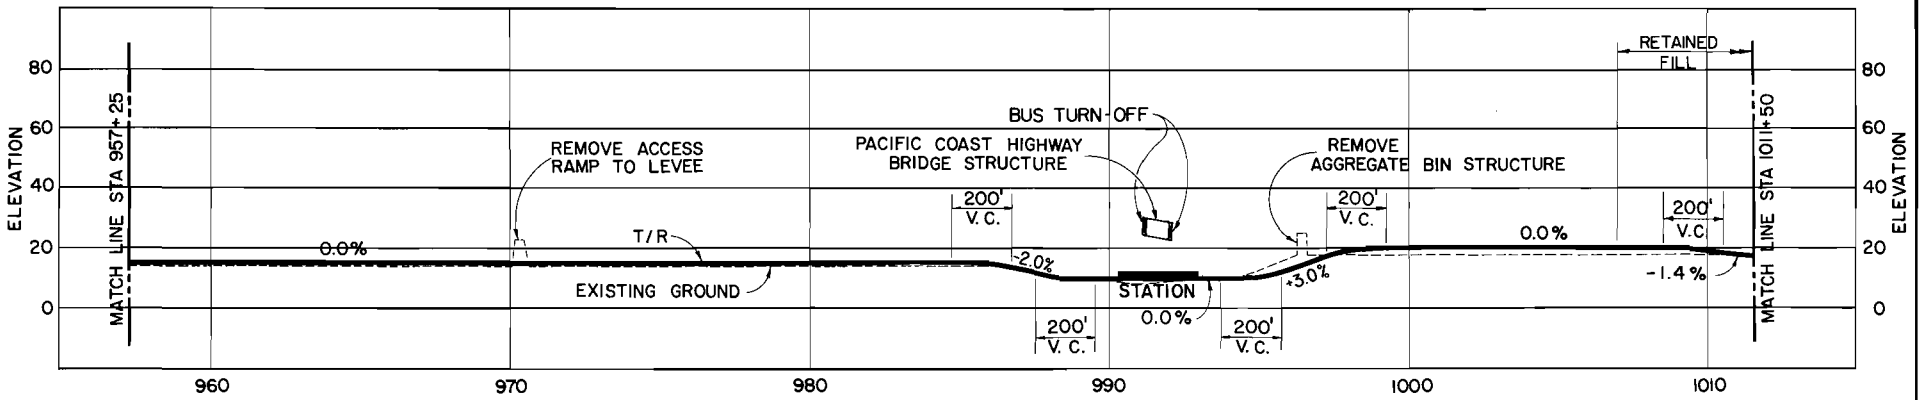 RETAINED
FILL
80
80
BUS TURN-OFF
60
60
REMOVE ACCESS
RAMP TO LEVEE
PACIFIC COAST HIGHWAY
BRIDGE STRUCTURE
REMOVE
AGGREGATE BIN STRUCTURE
ELEVATION
MATCH LINE STA 957+25
40
40
200'
V.C.
200'
V.C.
200'
V.C
MATCH LINE STA 1011+50
ELEVATION
20
0.0%
T/R
-2.0%
0.0%
20
EXISTING GROUND
STATION
+3.0%
-1.4%
0
0.0%
0
200'
V.C.
200'
V.C.
960
970
980
990
1000
1010